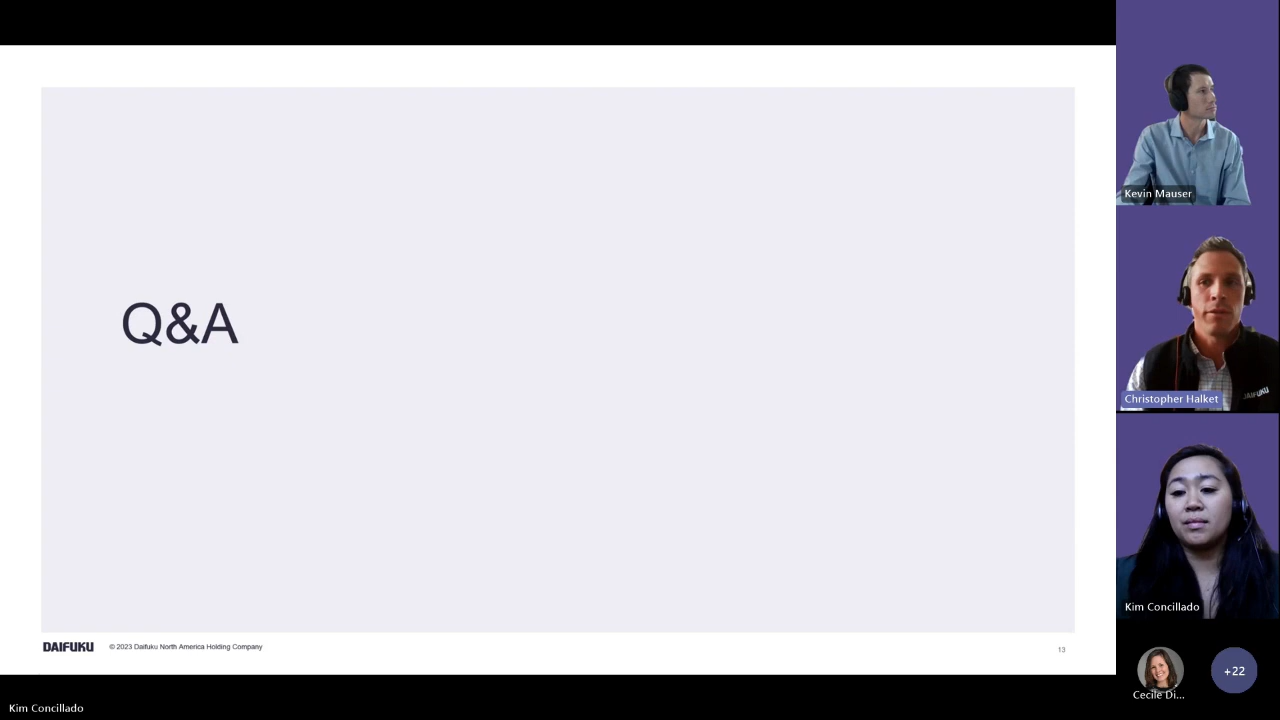 Q&A
DAIFUKU
© 2023 Daifuku North America Holding Company
13
Kim Concillado
Kevin Mauser
DAIFUKU
Christopher Halket
Kim Concillado
Cecile Di...
+22